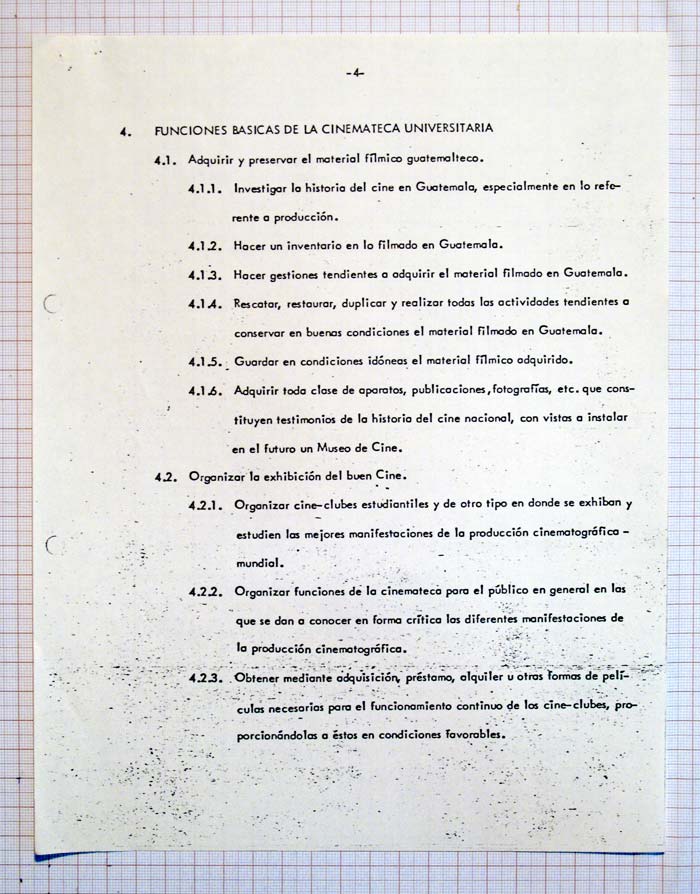 -4-
4. FUNCIONES BASICAS DE LA CINEMATECA UNIVERSITARIA
4.1. Adquirir y preservar el material fílmico guatemalteco.
4.1.1. Investigar la historia del cine en Guatemala, especialmente en lo refe-
rente a producción.
4.1.2. Hacer un inventario en lo filmado en Guatemala.
4.1.3. Hacer gestiones tendientes a adquirir el material filmado en Guatemala.
4.1.4. Rescatar, restaurar, duplicar y realizar todas las actividades tendientes a
conservar en buenas condiciones el material filmado en Guatemala.
4.1.5. Guardar en condiciones idóneas el material fílmico adquirido.
4.1.6. Adquirir toda clase de aparatos, publicaciones, fotografías, etc. que cons-
tituyen testimonios de la historia del cine nacional, con vistas a instalar
en el futuro un Museo de Cine.
4.2. Organizar la exhibición del buen Cine.
4.2.1. Organizar cine-clubes estudiantiles y de otro tipo en donde se exhiban y
estudien las mejores manifestaciones de la producción cinematográfica -
mundial.
4.2.2. Organizar funciones de la cinemateca para el público en general en las
que se dan a conocer en forma crítica las diferentes manifestaciones de
la producción cinematográfica.
4.2.3. Obtener mediante adquisición, préstamo, alquiler u otras formas de pelí-
culas necesarias para el funcionamiento continuo de los cine-clubes, pro-
porcionándolas a éstos en condiciones favorables.